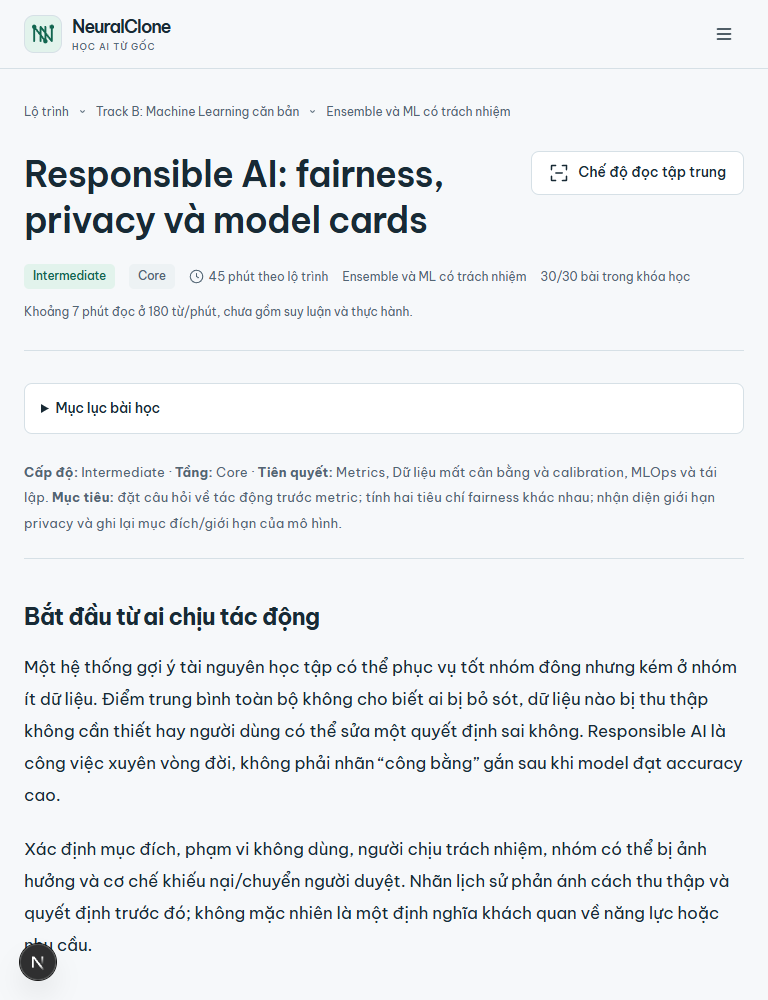 NeuralClone
HỌC AI TỪ GỐC
Lộ trình
Track B: Machine Learning căn bản
Ensemble và ML có trách nhiệm
Responsible AI: fairness,
privacy và model cards
Chế độ đọc tập trung
Intermediate
Core
45 phút theo lộ trình
Ensemble và ML có trách nhiệm
30/30 bài trong khóa học
Khoảng 7 phút đọc ở 180 từ/phút, chưa gồm suy luận và thực hành.
Mục lục bài học
Cấp độ: Intermediate · Tầng: Core · Tiên quyết: Metrics, Dữ liệu mất cân bằng và calibration, MLOps và tái
lập. Mục tiêu: đặt câu hỏi về tác động trước metric; tính hai tiêu chí fairness khác nhau; nhận diện giới hạn
privacy và ghi lại mục đích/giới hạn của mô hình.
Bắt đầu từ ai chịu tác động
Một hệ thống gợi ý tài nguyên học tập có thể phục vụ tốt nhóm đông nhưng kém ở nhóm
ít dữ liệu. Điểm trung bình toàn bộ không cho biết ai bị bỏ sót, dữ liệu nào bị thu thập
không cần thiết hay người dùng có thể sửa một quyết định sai không. Responsible AI là
công việc xuyên vòng đời, không phải nhãn “công bằng” gắn sau khi model đạt accuracy
cao.
Xác định mục đích, phạm vi không dùng, người chịu trách nhiệm, nhóm có thể bị ảnh
hưởng và cơ chế khiếu nại/chuyển người duyệt. Nhãn lịch sử phản ánh cách thu thập và
quyết định trước đó; không mặc nhiên là một định nghĩa khách quan về năng lực hoặc
nhu cầu.